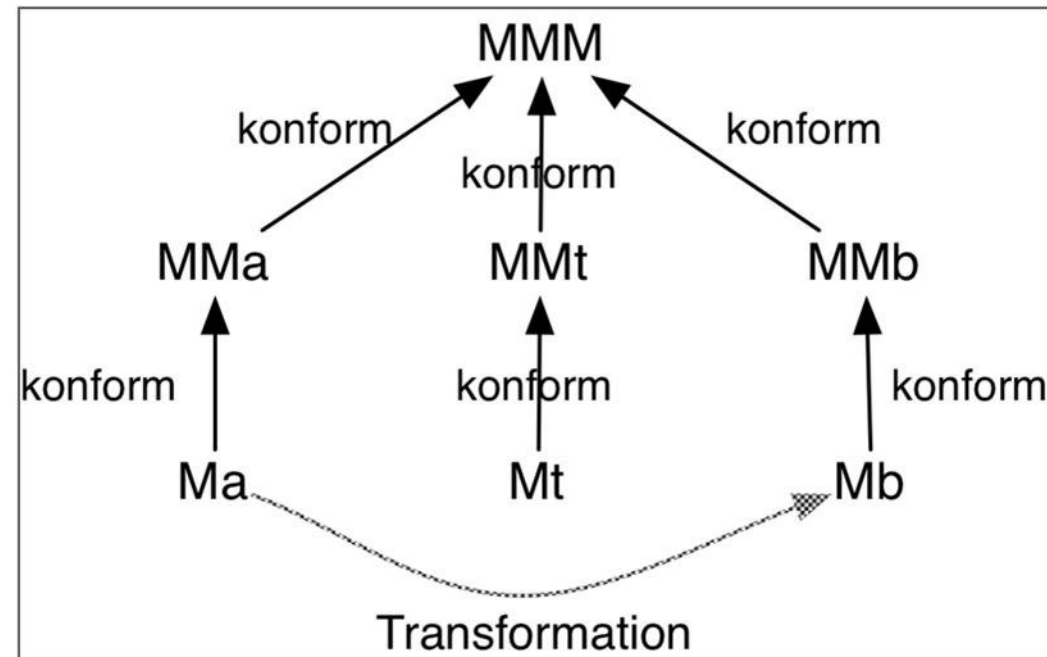 MMM
konform
konform
konform
MMa
MMt
MMb
konform
konform
konform
Ma
Mt
Mb
Transformation